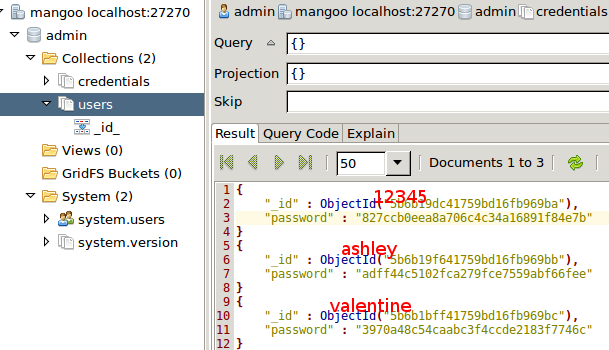 mangoo localhost:27270
admin
Collections (2)
credentials
users
_id_
Views (0)
GridFS Buckets (0)
System (2)
system.users
system.version
admin mangoo localhost:27270 admin credentials
Query {}
Projection {}
Skip
Result Query Code Explain
50 Documents 1 to 3
1 {
12345
2 "_id" : ObjectId("5b6b19dc41759bd16fb969ba"),
3 "password" : "827ccb0eea8a706c4c34a16891f84e7b"
4 }
ashley
5 {
6 "_id" : ObjectId("5b6b19ff41759bd16fb969bb"),
7 "password" : "adff44c5102fca279fce7559abf66fee"
8 }
valentine
9 {
10 "_id" : ObjectId("5b6b1bff41759bd16fb969bc"),
11 "password" : "3970a48c54caabc3f4ccde2183f7746c"
12 }